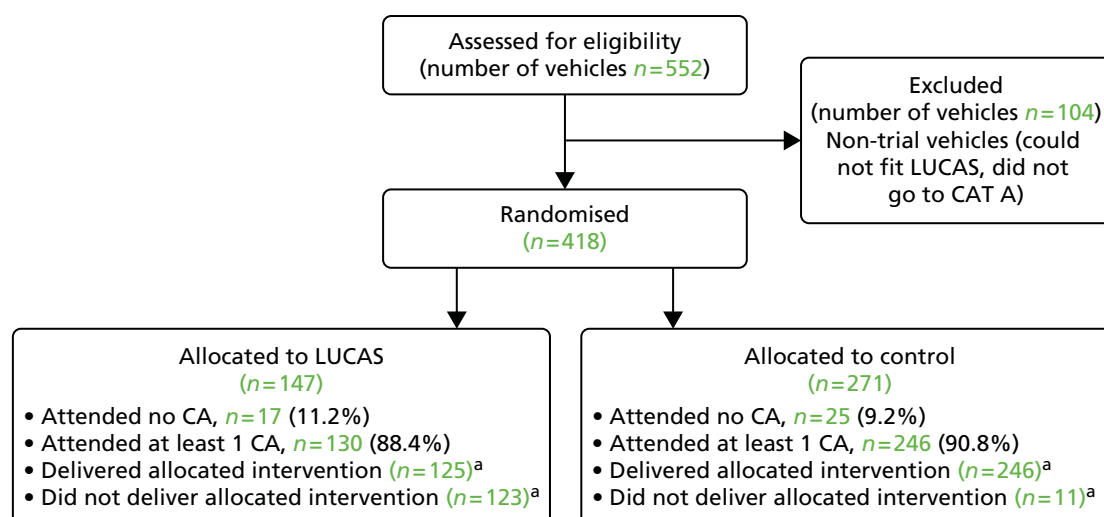 Assessed for eligibility
(number of vehicles n=552)
Excluded
(number of vehicles n=104)
Non-trial vehicles (could
not fit LUCAS, did not
go to CAT A)
Randomised
(n=418)
Allocated to LUCAS
(n=147)
• Attended no CA, n=17 (11.2%)
• Attended at least 1 CA, n=130 (88.4%)
• Delivered allocated intervention (n=125)a
• Did not deliver allocated intervention (n=123)a
Allocated to control
(n=271)
• Attended no CA, n=25 (9.2%)
• Attended at least 1 CA, n=246 (90.8%)
• Delivered allocated intervention (n=246)a
• Did not deliver allocated intervention (n=11)a